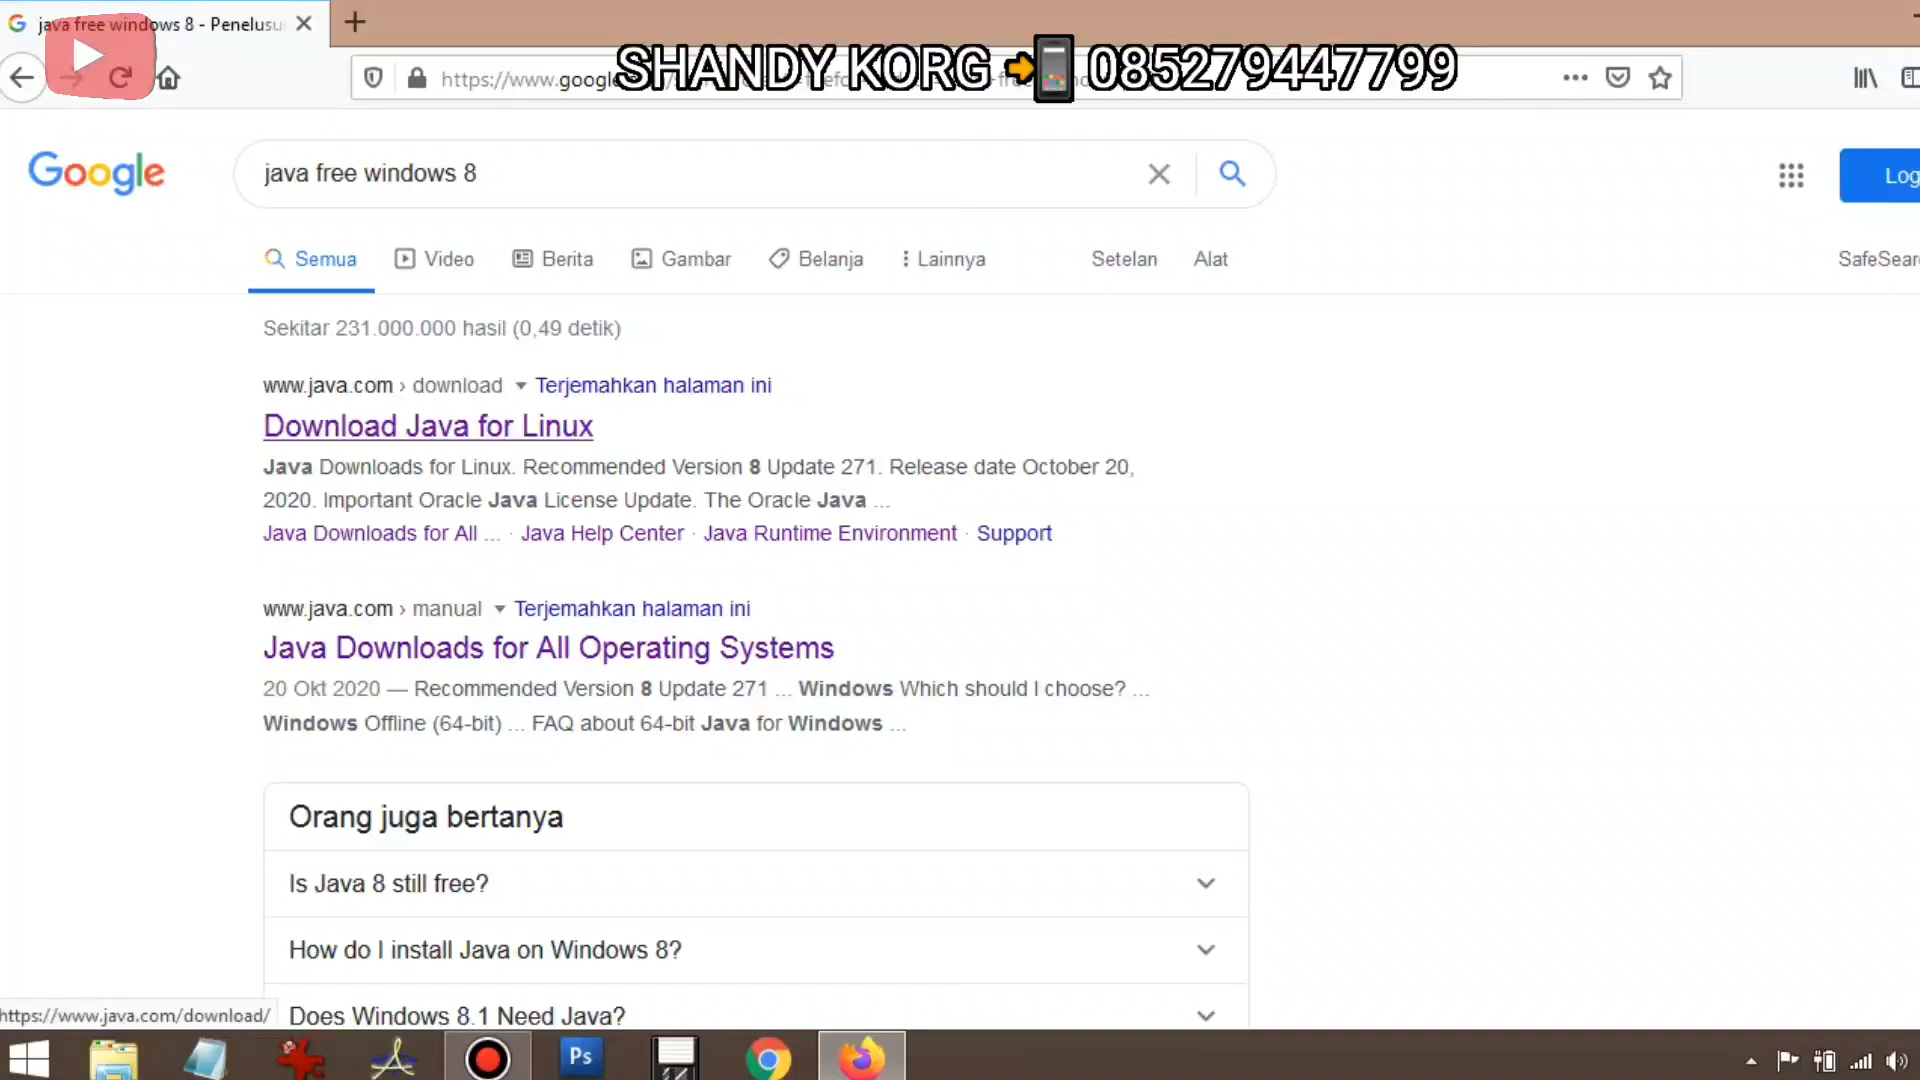 java free windows 8 - Penelusu
SHANDY KORG 085279447799
https://www.google
Google
java free windows 8
Log
Semua
Video
Berita
Gambar
Belanja
Lainnya
Setelan
Alat
SafeSear
Sekitar 231.000.000 hasil (0,49 detik)
www.java.com › download Terjemahkan halaman ini
Download Java for Linux
Java Downloads for Linux. Recommended Version 8 Update 271. Release date October 20,
2020. Important Oracle Java License Update. The Oracle Java ...
Java Downloads for All ... · Java Help Center · Java Runtime Environment · Support
www.java.com › manual Terjemahkan halaman ini
Java Downloads for All Operating Systems
20 Okt 2020 — Recommended Version 8 Update 271 ... Windows Which should I choose? ...
Windows Offline (64-bit) ... FAQ about 64-bit Java for Windows ...
Orang juga bertanya
Is Java 8 still free?
How do I install Java on Windows 8?
Does Windows 8.1 Need Java?
https://www.java.com/download/
Ps